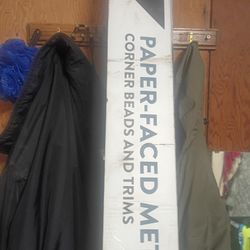 PAPER-FACED MET
CORNER BEADS AND TRIMS